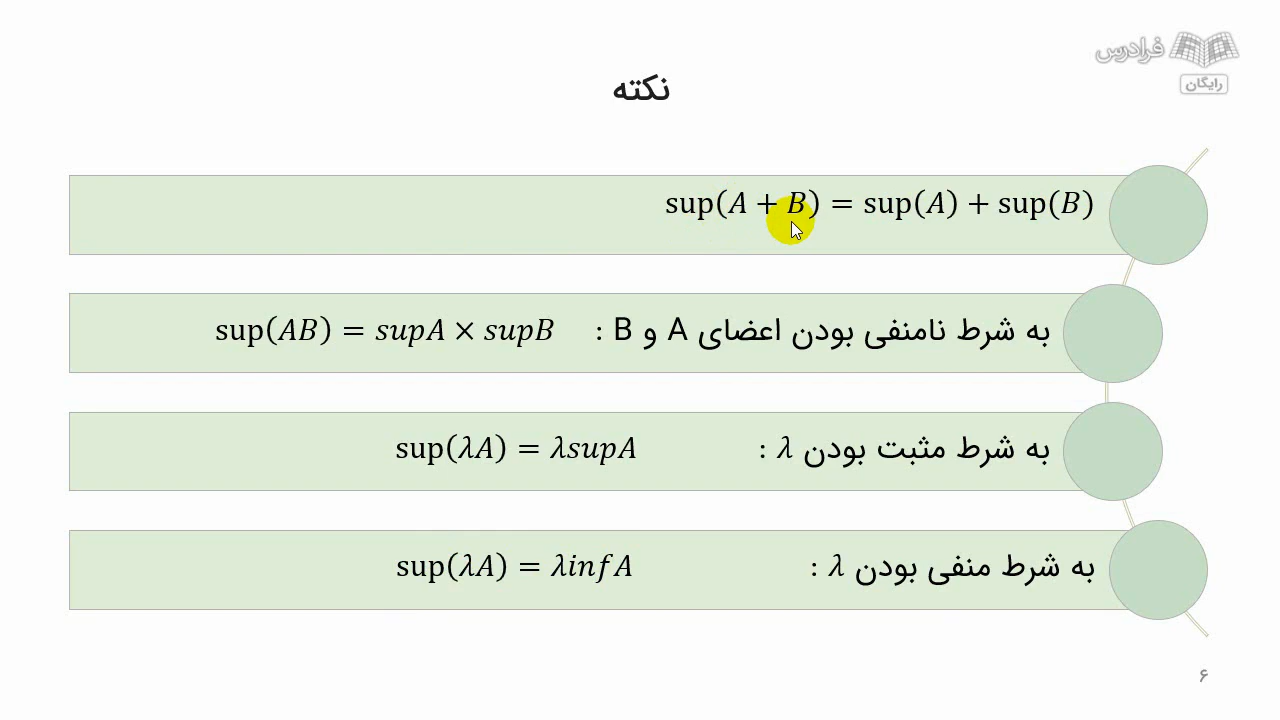 فرادرس
رایگان
نکته
sup(A + B) = sup(A) + sup(B)
به شرط نامنفی بودن اعضای A و B : sup(AB) = supA × supB
به شرط مثبت بودن λ : sup(λA) = λsupA
به شرط منفی بودن λ : sup(λA) = λinfA
۶